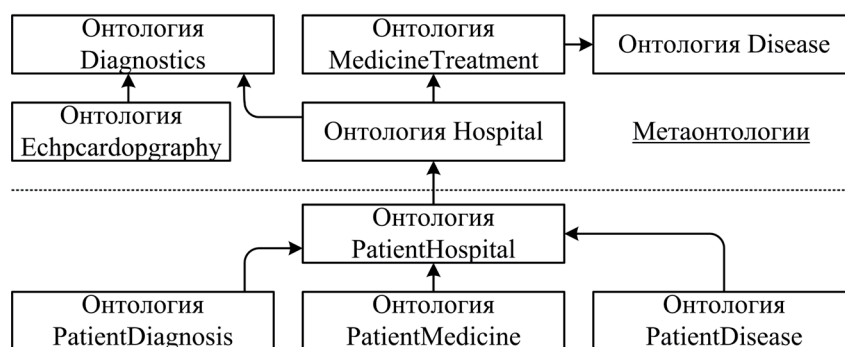 Онтология
Diagnostics
Онтология
MedicineTreatment
Онтология Disease
Онтология
Echpcardopgraphy
Онтология Hospital
Метаонтологии
Онтология
PatientHospital
Онтология
PatientDiagnosis
Онтология
PatientMedicine
Онтология
PatientDisease